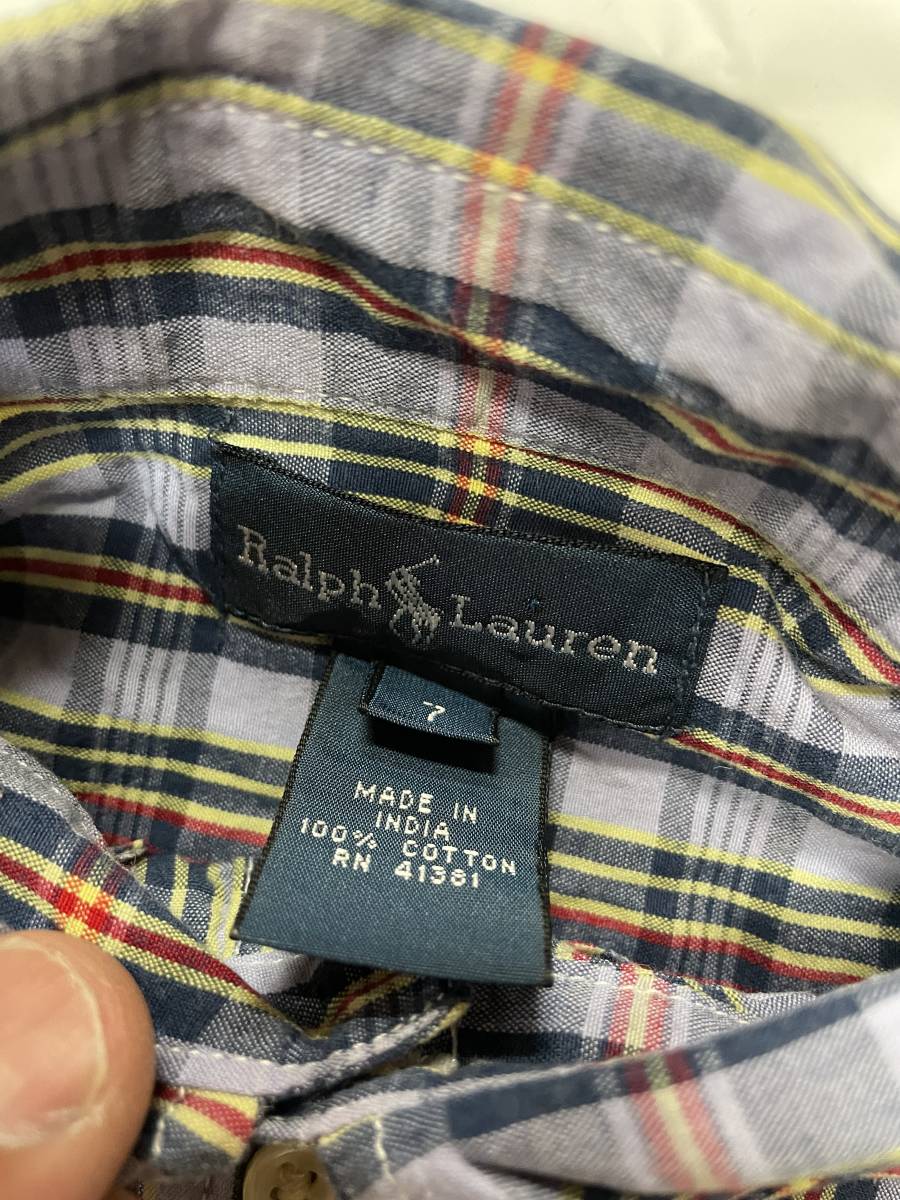 Ralph Lauren
7
MADE IN
INDIA
100% COTTON
RN 41381